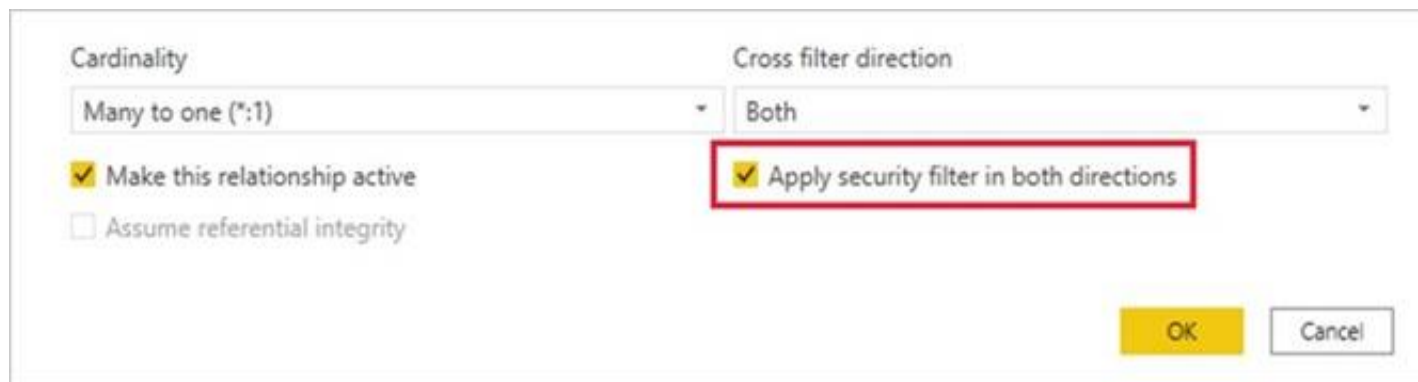 Cardinality
Cross filter direction
Many to one (*:1)
Both
Make this relationship active
Apply security filter in both directions
Assume referential integrity
OK
Cancel